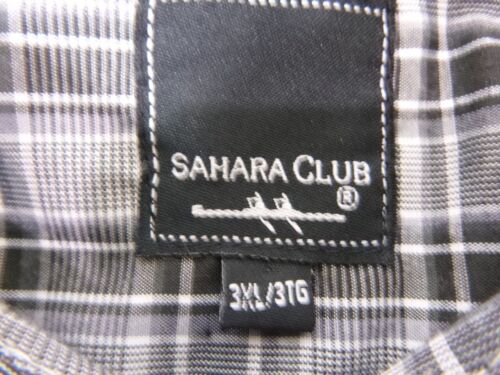 SAHARA CLUB
®
3XL/3TG